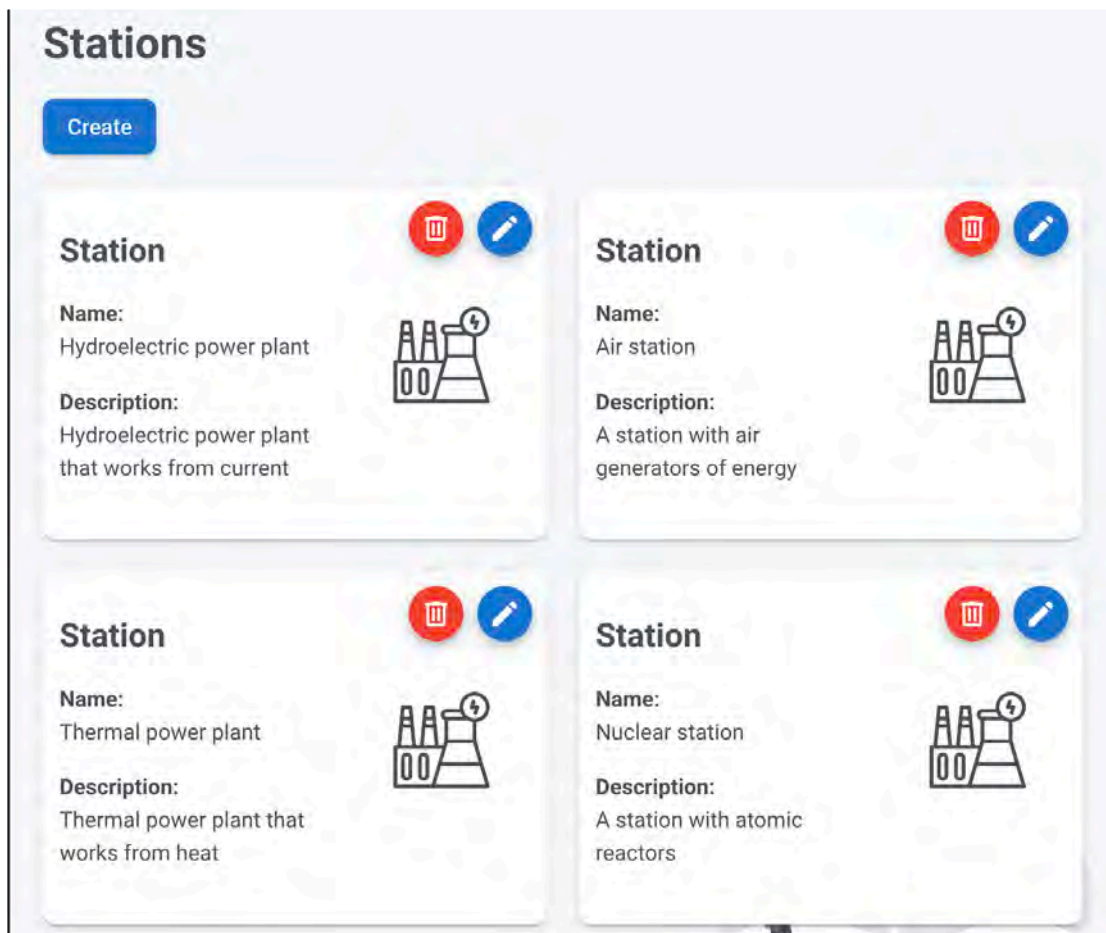 Stations
Create
Station
Name:
Hydroelectric power plant
Description:
Hydroelectric power plant
that works from current
Station
Name:
Air station
Description:
A station with air
generators of energy
Station
Name:
Thermal power plant
Description:
Thermal power plant that
works from heat
Station
Name:
Nuclear station
Description:
A station with atomic
reactors